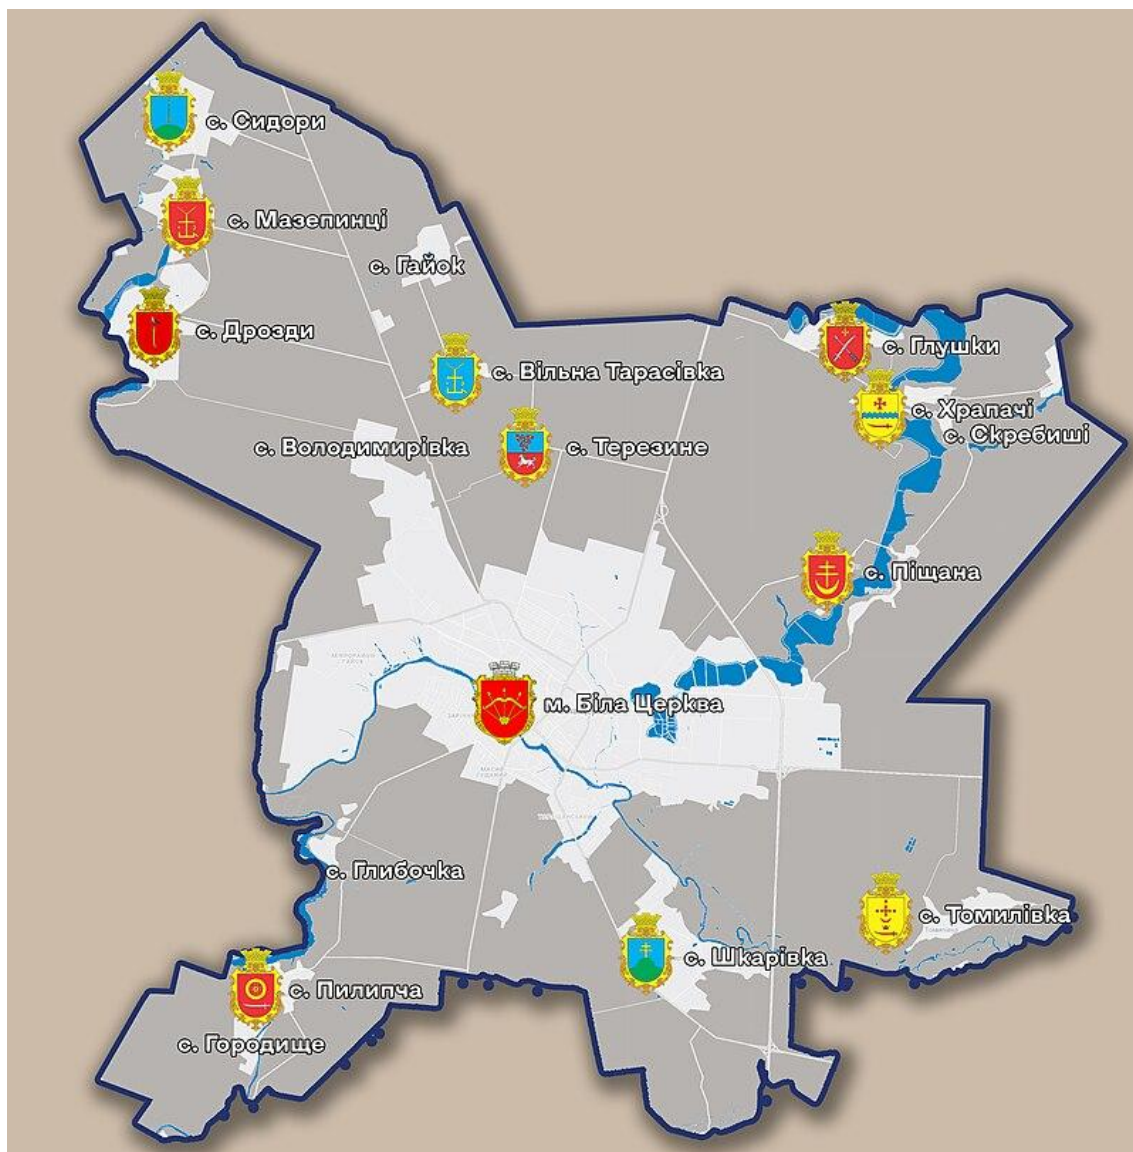 с. Сидори
с. Мазепинці
с. Гайок
с. Дрозди
с. Глушки
с. Вільна Тарасівка
с. Храпачі
с. Скребиші
с. Володимирівка
с. Терезине
с. Піщана
м. Біла Церква
с. Глибочка
с. Томилівка
с. Шкарівка
с. Пилипча
с. Городище